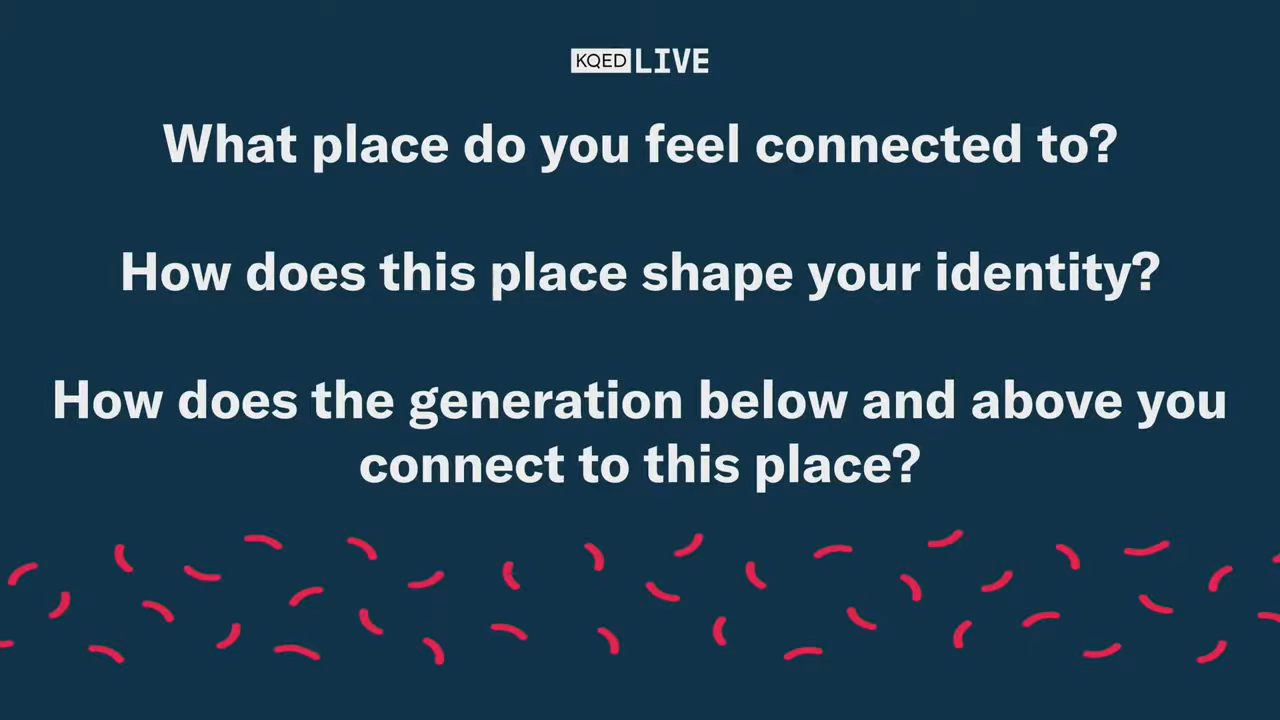 KQED LIVE
What place do you feel connected to?
How does this place shape your identity?
How does the generation below and above you
connect to this place?